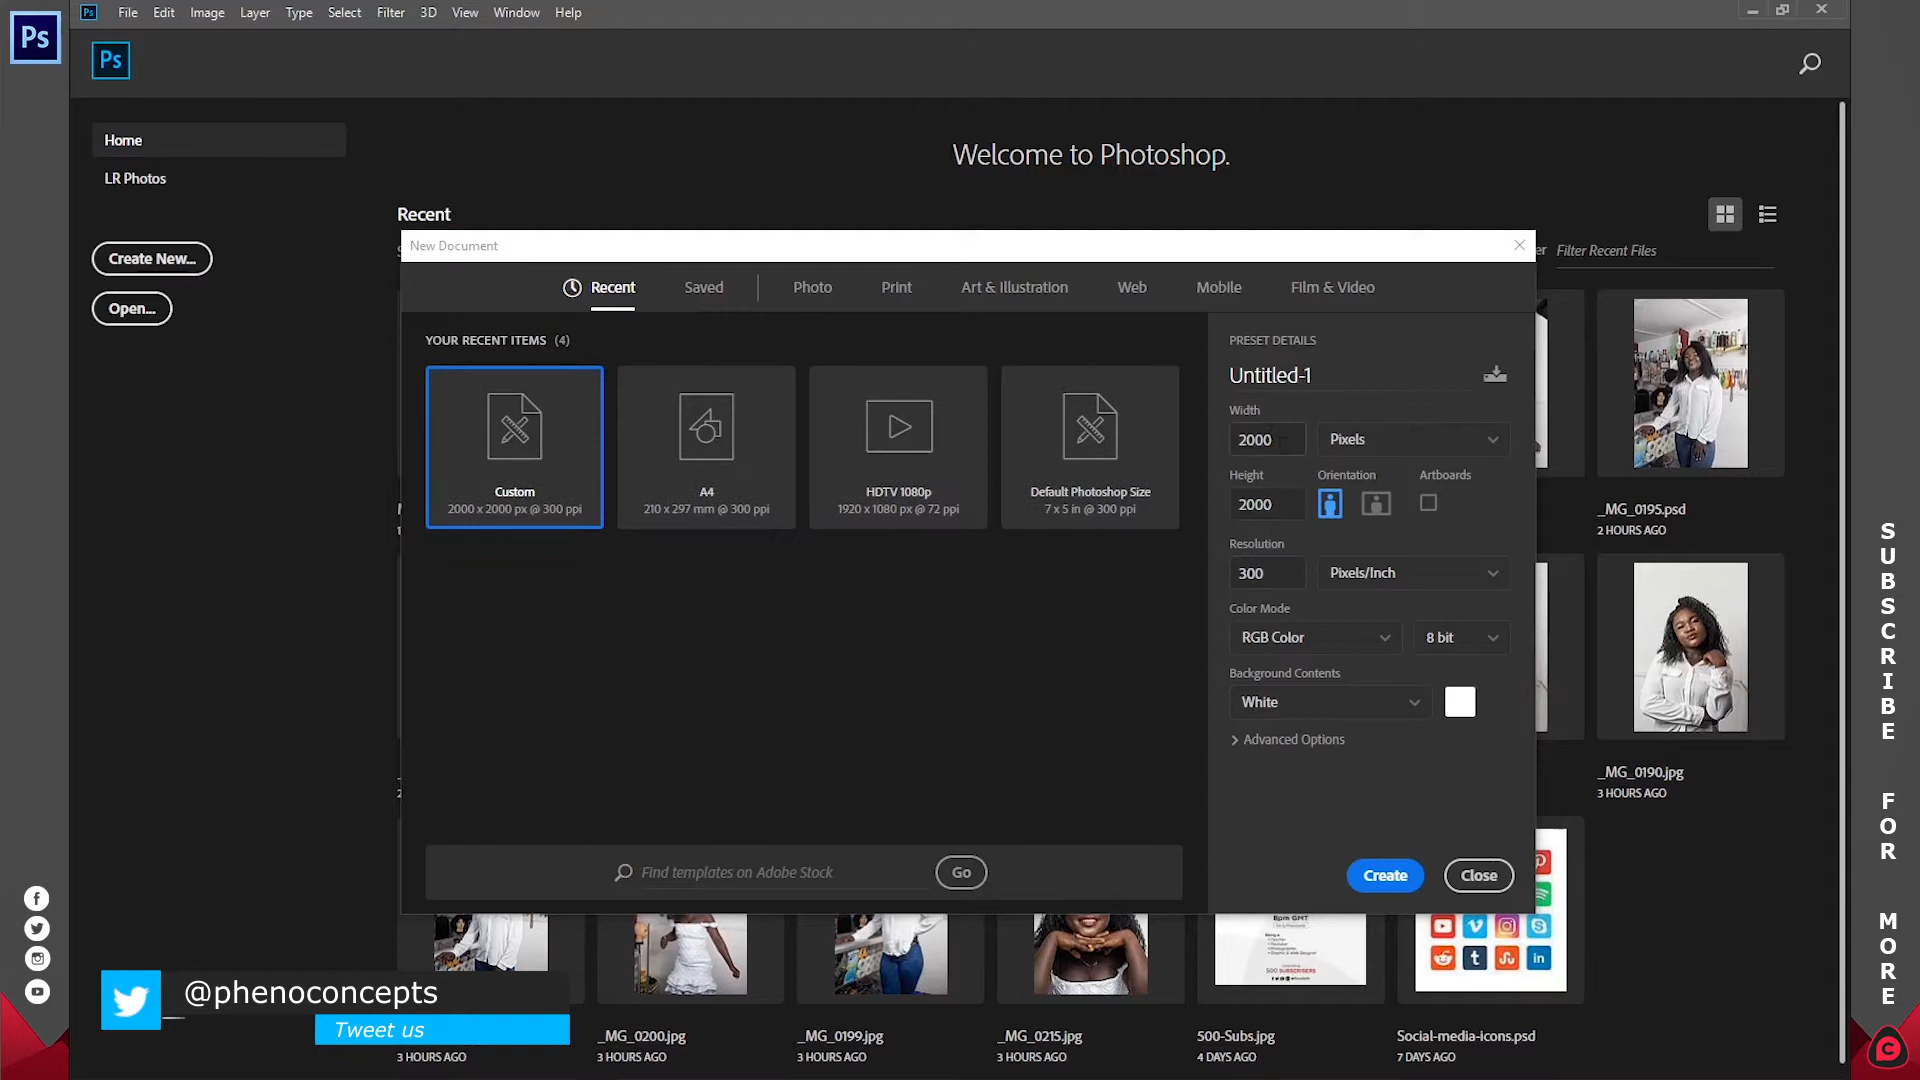 Ps
Ps File Edit Image Layer Type Select Filter 3D View Window Help
Ps
Home
LR Photos
Create New...
Open...
Welcome to Photoshop.
Recent
Filter Recent Files
New Document
Recent Saved Photo Print Art & Illustration Web Mobile Film & Video
YOUR RECENT ITEMS (4)
Custom
2000 x 2000 px @ 300 ppi
A4
210 x 297 mm @ 300 ppi
HDTV 1080p
1920 x 1080 px @ 72 ppi
Default Photoshop Size
7 x 5 in @ 300 ppi
PRESET DETAILS
Untitled-1
Width
2000 Pixels
Height Orientation Artboards
2000
Resolution
300 Pixels/Inch
Color Mode
RGB Color 8 bit
Background Contents
White
Advanced Options
Find templates on Adobe Stock Go
Create Close
_MG_0195.psd
2 HOURS AGO
_MG_0190.jpg
3 HOURS AGO
8pm GMT
500 SUBSCRIBERS
in
3 HOURS AGO
_MG_0200.jpg
3 HOURS AGO
_MG_0199.jpg
3 HOURS AGO
_MG_0215.jpg
3 HOURS AGO
500-Subs.jpg
4 DAYS AGO
Social-media-icons.psd
7 DAYS AGO
@phenoconcepts
Tweet us
SUBSCRIBE FOR MORE